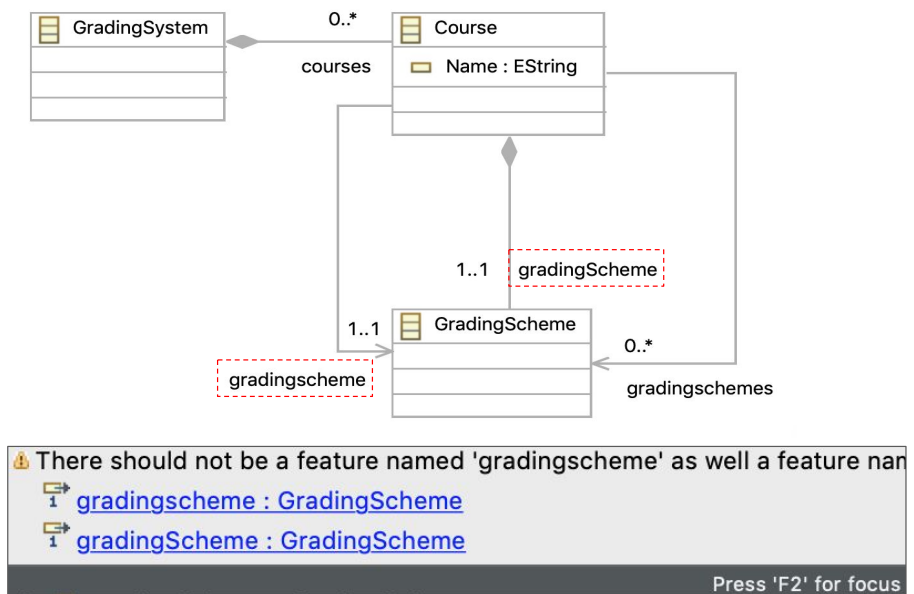 GradingSystem
0..*
courses
Course
Name : EString
1..1
gradingScheme
1..1
gradingscheme
GradingScheme
0..*
gradingschemes
There should not be a feature named 'gradingscheme' as well a feature
gradingscheme : GradingScheme
gradingScheme : GradingScheme
Press 'F2' for focus